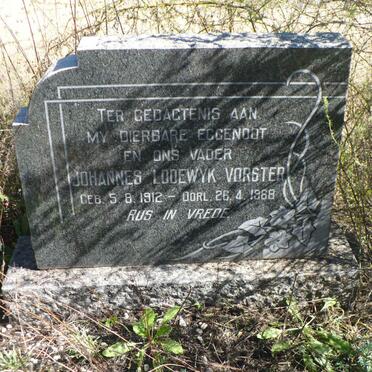 TER GEDAGTENIS AAN
MY DIERBARE EGGENOOT
EN ONS VADER
JOHANNES LODEWYK VORSTER
GEB. 5. 8. 1912 — OORL. 26. 4. 1968
RUS IN VREDE